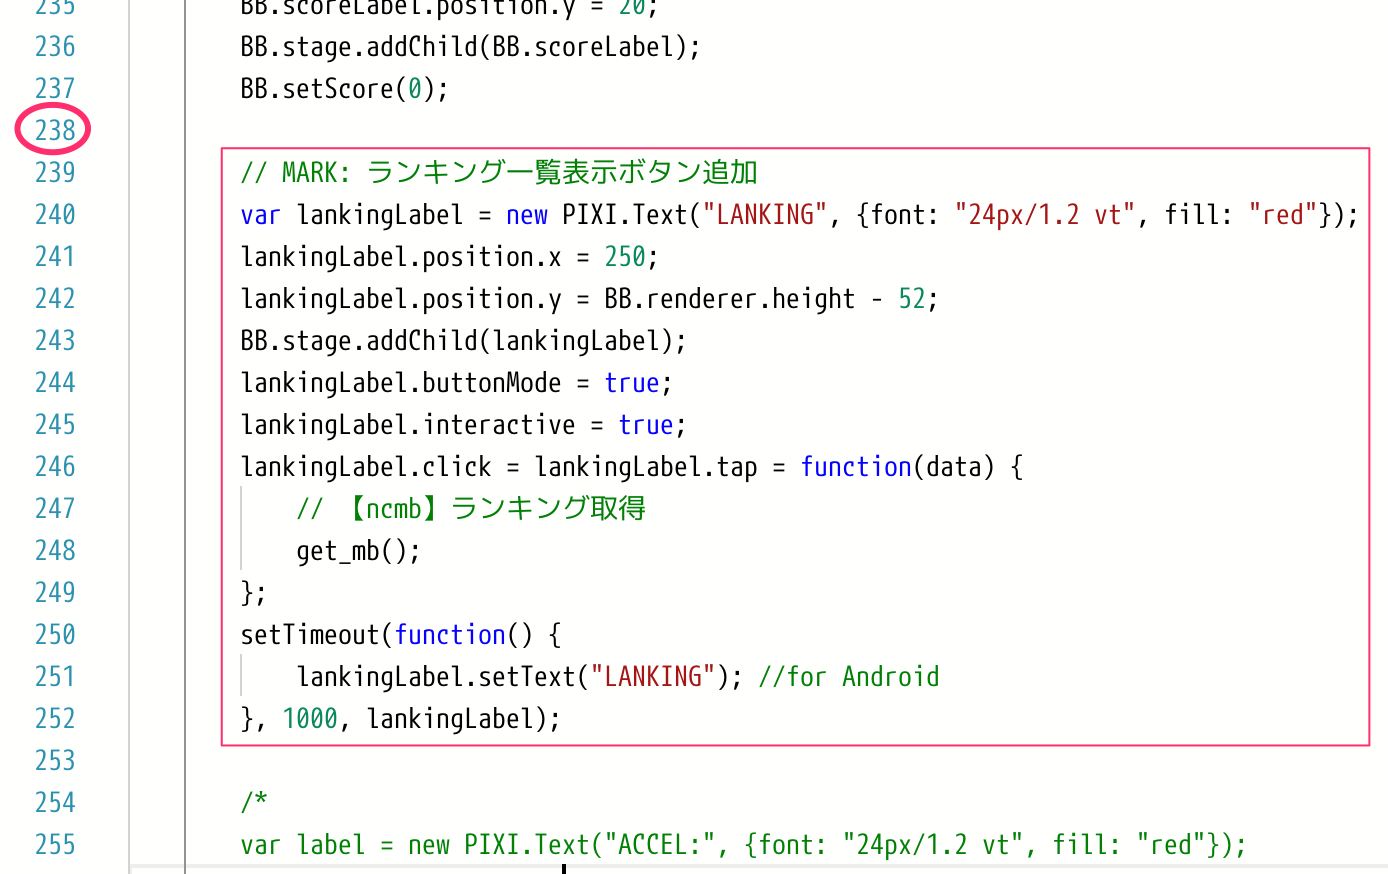 235 BB.scoreLabel.position.y = 20;
236 BB.stage.addChild(BB.scoreLabel);
237 BB.setScore(0);
238
239 // MARK: ランキング一覧表示ボタン追加
240 var lankingLabel = new PIXI.Text("LANKING", {font: "24px/1.2 vt", fill: "red"});
241 lankingLabel.position.x = 250;
242 lankingLabel.position.y = BB.renderer.height - 52;
243 BB.stage.addChild(lankingLabel);
244 lankingLabel.buttonMode = true;
245 lankingLabel.interactive = true;
246 lankingLabel.click = lankingLabel.tap = function(data) {
247 // 【ncmb】ランキング取得
248 get_mb();
249 };
250 setTimeout(function() {
251 lankingLabel.setText("LANKING"); //for Android
252 }, 1000, lankingLabel);
253
254 /*
255 var label = new PIXI.Text("ACCEL:", {font: "24px/1.2 vt", fill: "red"});